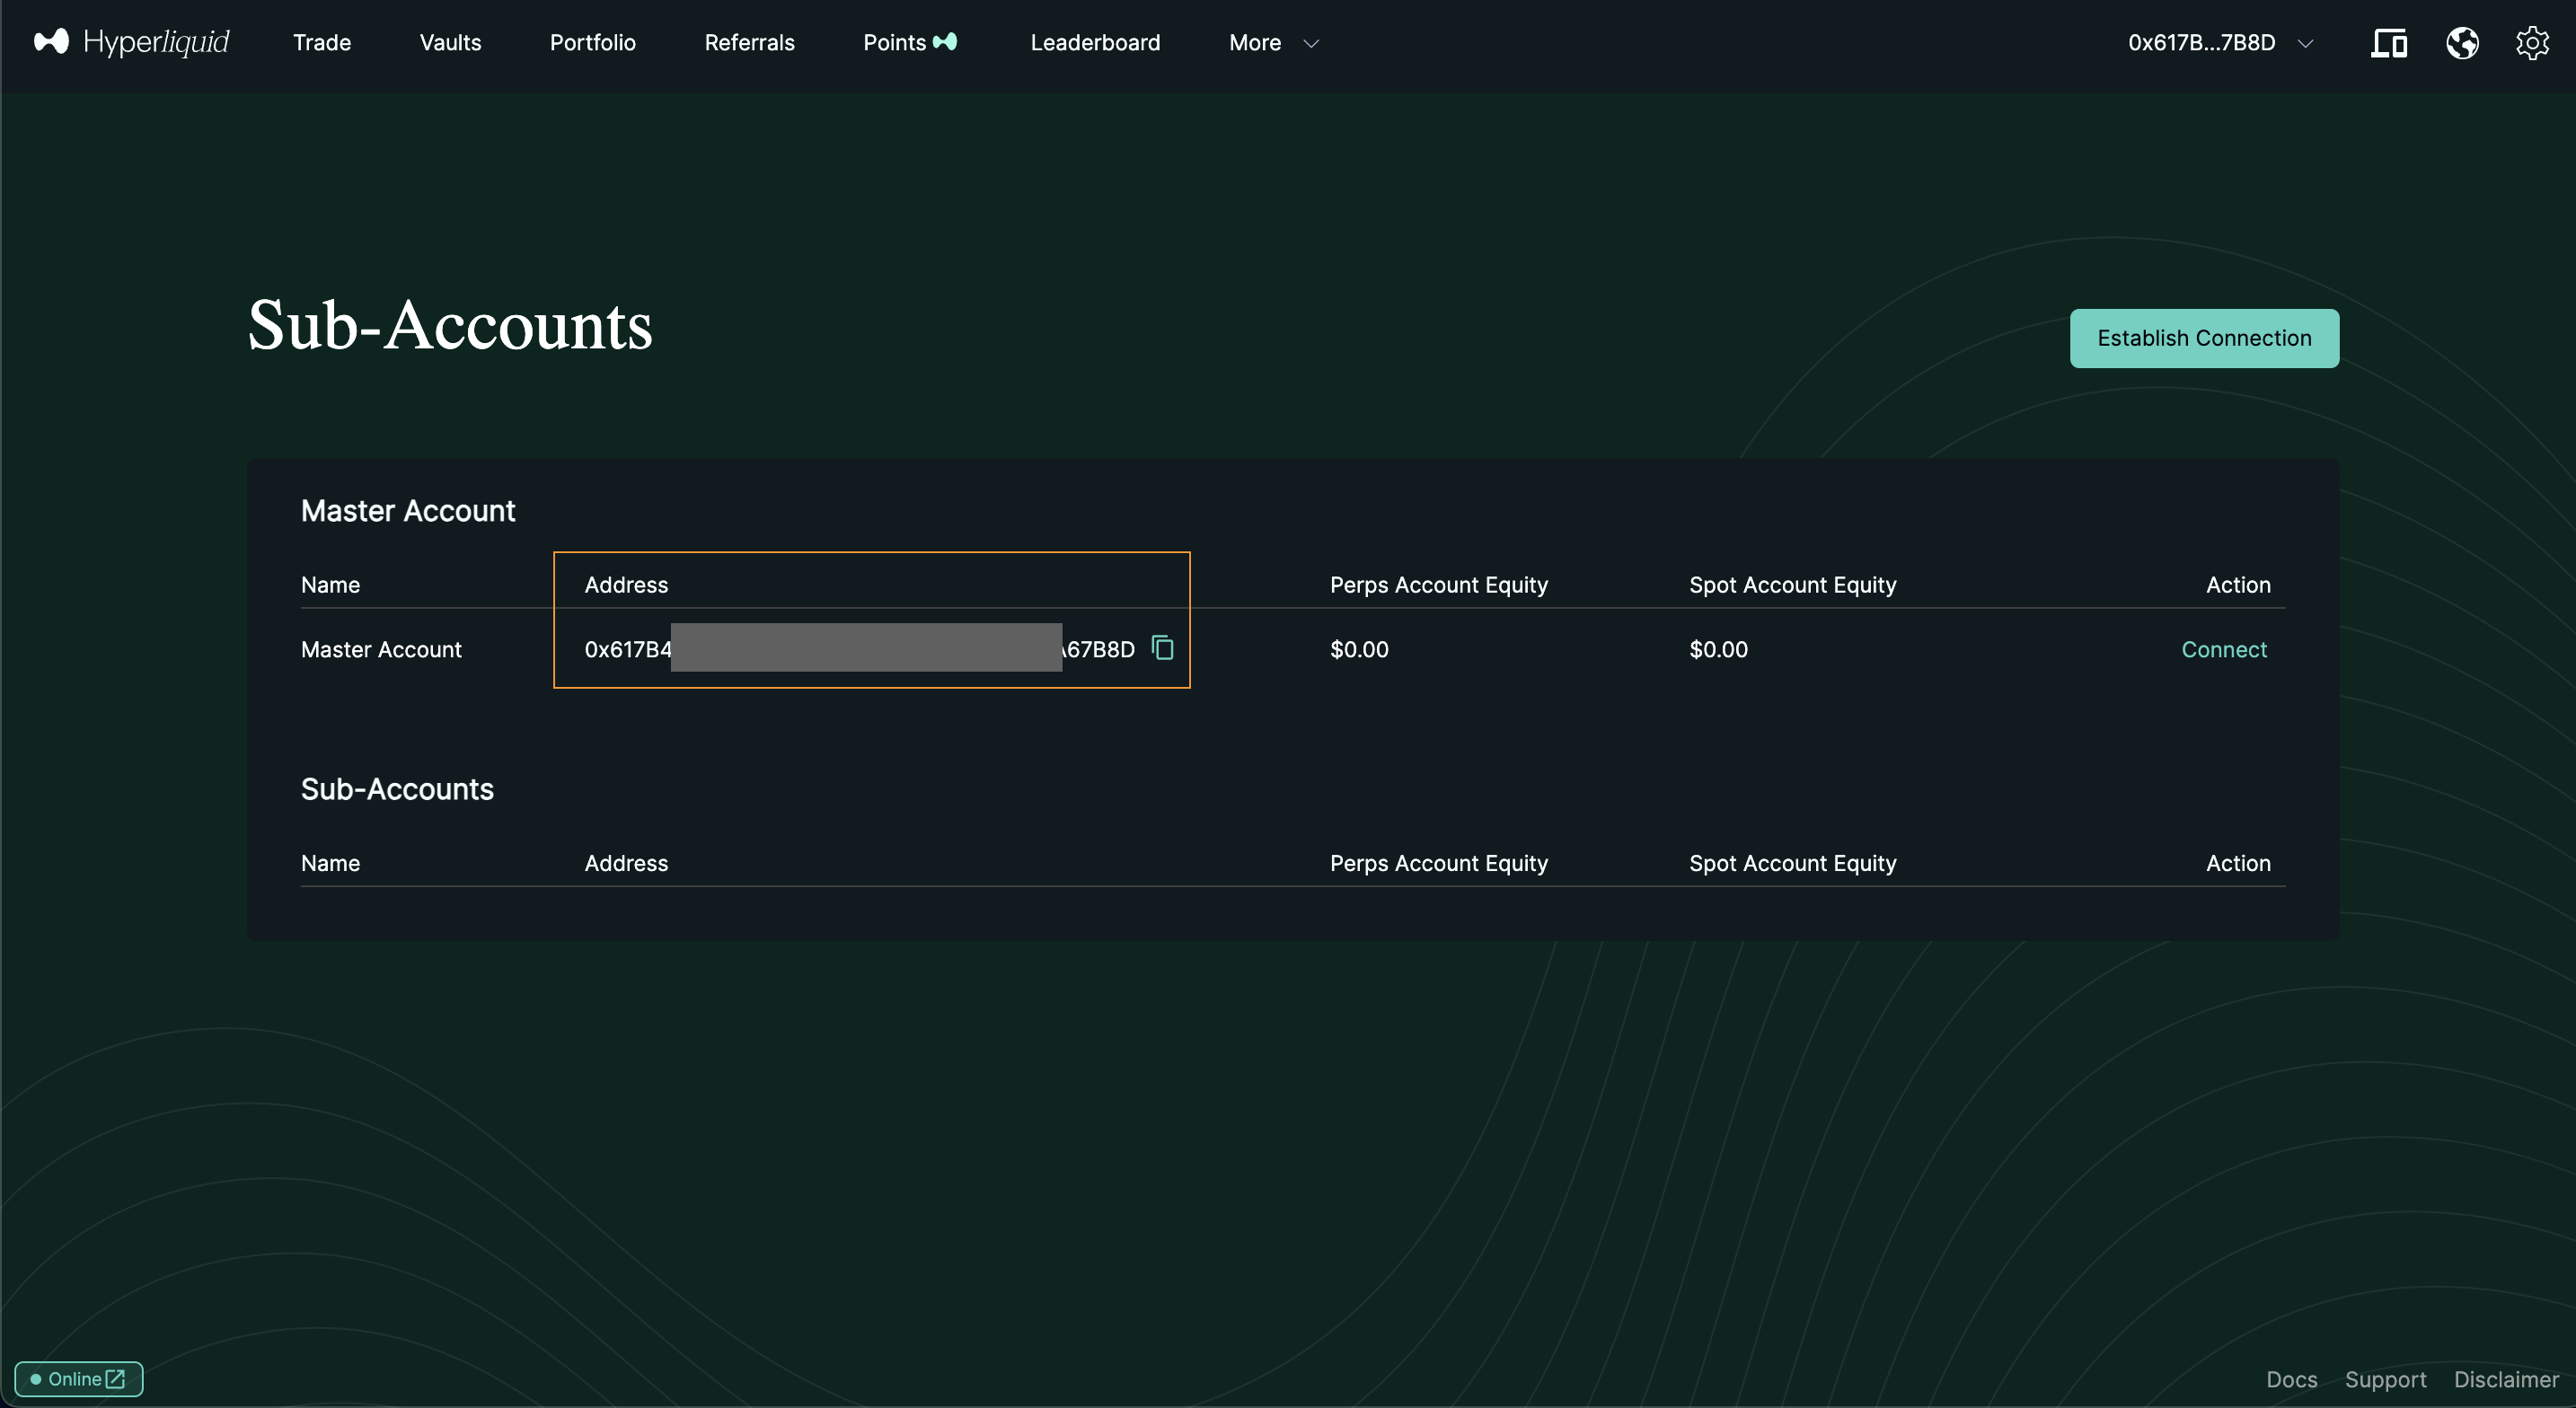 Hyperliquid Trade Vaults Portfolio Referrals Points Leaderboard More 0x617B...7B8D
Sub-Accounts
Establish Connection
Master Account
Name Address Perps Account Equity Spot Account Equity Action
Master Account 0x617B4 67B8D $0.00 $0.00 Connect
Sub-Accounts
Name Address Perps Account Equity Spot Account Equity Action
Online Docs Support Disclaimer